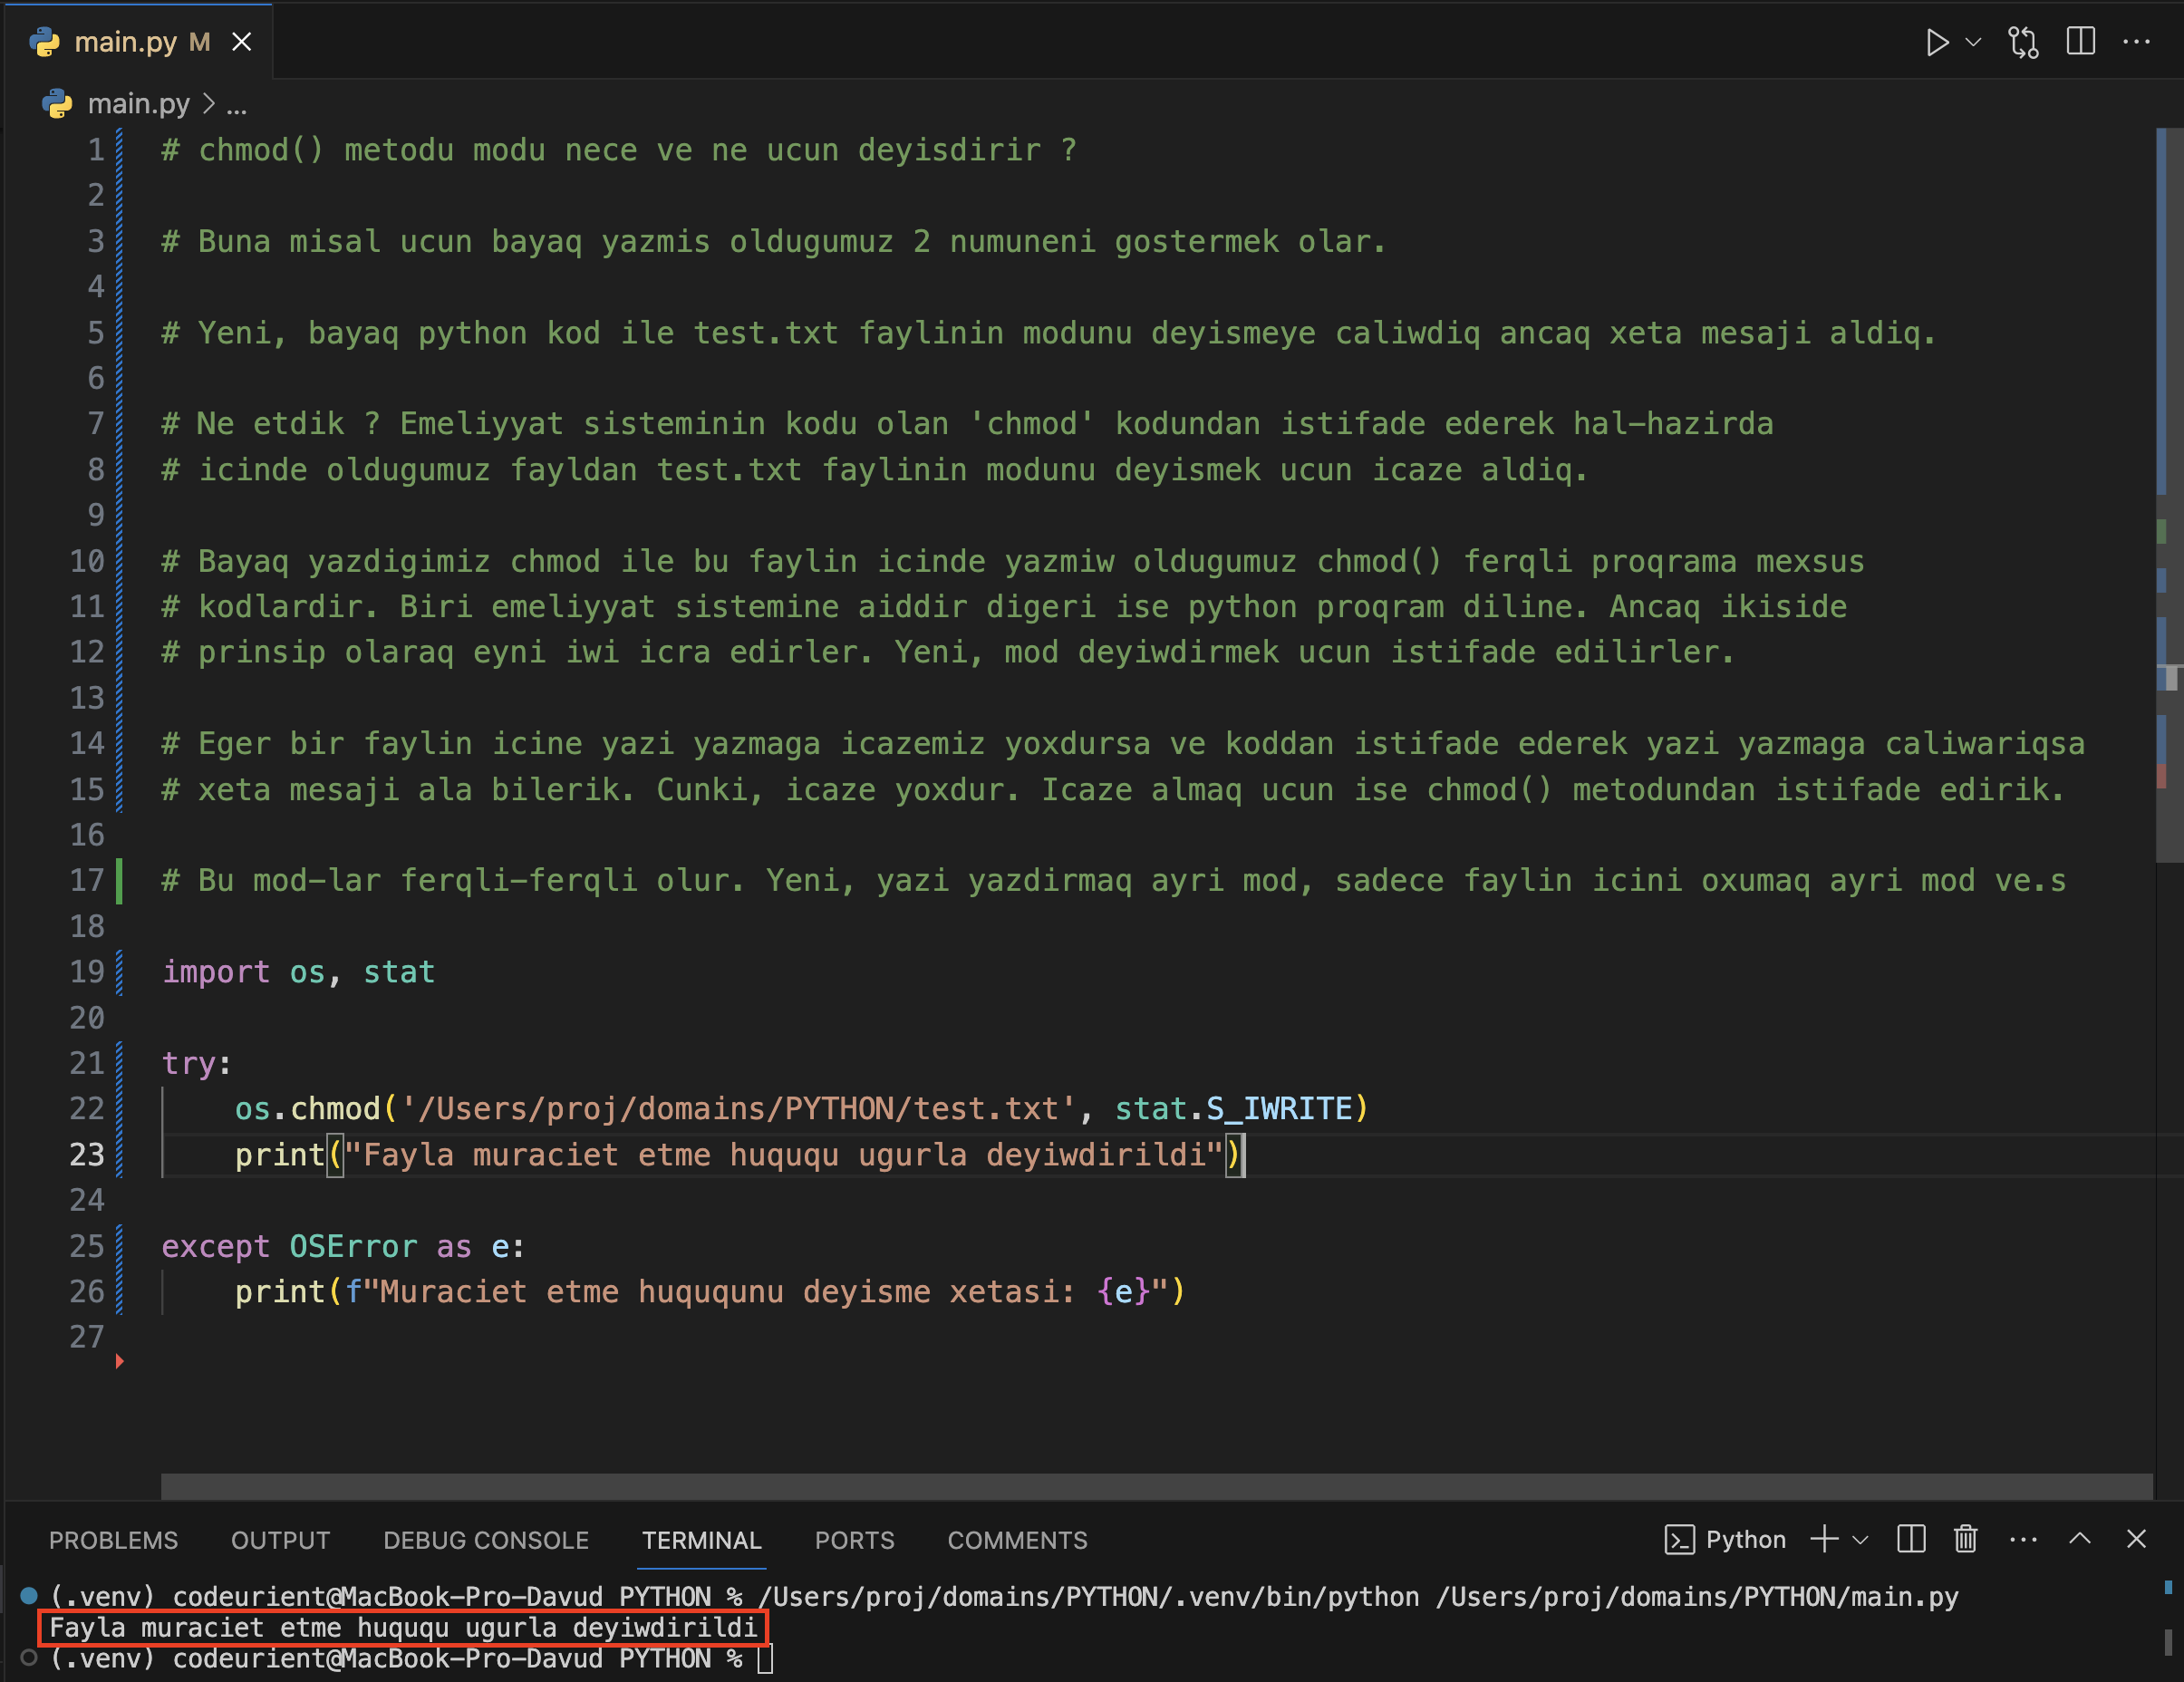 main.py M
main.py > ...
1 # chmod() metodu modu nece ve ne ucun deyisdirir ?
2
3 # Buna misal ucun bayaq yazmis oldugumuz 2 numuneni gostermek olar.
4
5 # Yeni, bayaq python kod ile test.txt faylinin modunu deyismeye caliwdiq ancaq xeta mesaji aldiq.
6
7 # Ne etdik ? Emeliyyat sisteminin kodu olan 'chmod' kodundan istifade ederek hal-hazirda
8 # icinde oldugumuz fayldan test.txt faylinin modunu deyismek ucun icaze aldiq.
9
10 # Bayaq yazdigimiz chmod ile bu faylin icinde yazmiw oldugumuz chmod() ferqli proqrama mexsus
11 # kodlardir. Biri emeliyyat sistemine aiddir digeri ise python proqram diline. Ancaq ikiside
12 # prinsip olaraq eyni iwi icra edirler. Yeni, mod deyiwdirmek ucun istifade edilirler.
13
14 # Eger bir faylin icine yazi yazmaga icazemiz yoxdursa ve koddan istifade ederek yazi yazmaga caliwariqsa
15 # xeta mesaji ala bilerik. Cunki, icaze yoxdur. Icaze almaq ucun ise chmod() metodundan istifade edirik.
16
17 # Bu mod-lar ferqli-ferqli olur. Yeni, yazi yazdirmaq ayri mod, sadece faylin icini oxumaq ayri mod ve.s
18
19 import os, stat
20
21 try:
22     os.chmod('/Users/proj/domains/PYTHON/test.txt', stat.S_IWRITE)
23     print("Fayla muraciet etme huququ ugurla deyiwdirildi")
24
25 except OSError as e:
26     print(f"Muraciet etme huququnu deyisme xetasi: {e}")
27
PROBLEMS OUTPUT DEBUG CONSOLE TERMINAL PORTS COMMENTS Python
(.venv) codeurient@MacBook-Pro-Davud PYTHON % /Users/proj/domains/PYTHON/.venv/bin/python /Users/proj/domains/PYTHON/main.py
Fayla muraciet etme huququ ugurla deyiwdirildi
(.venv) codeurient@MacBook-Pro-Davud PYTHON %